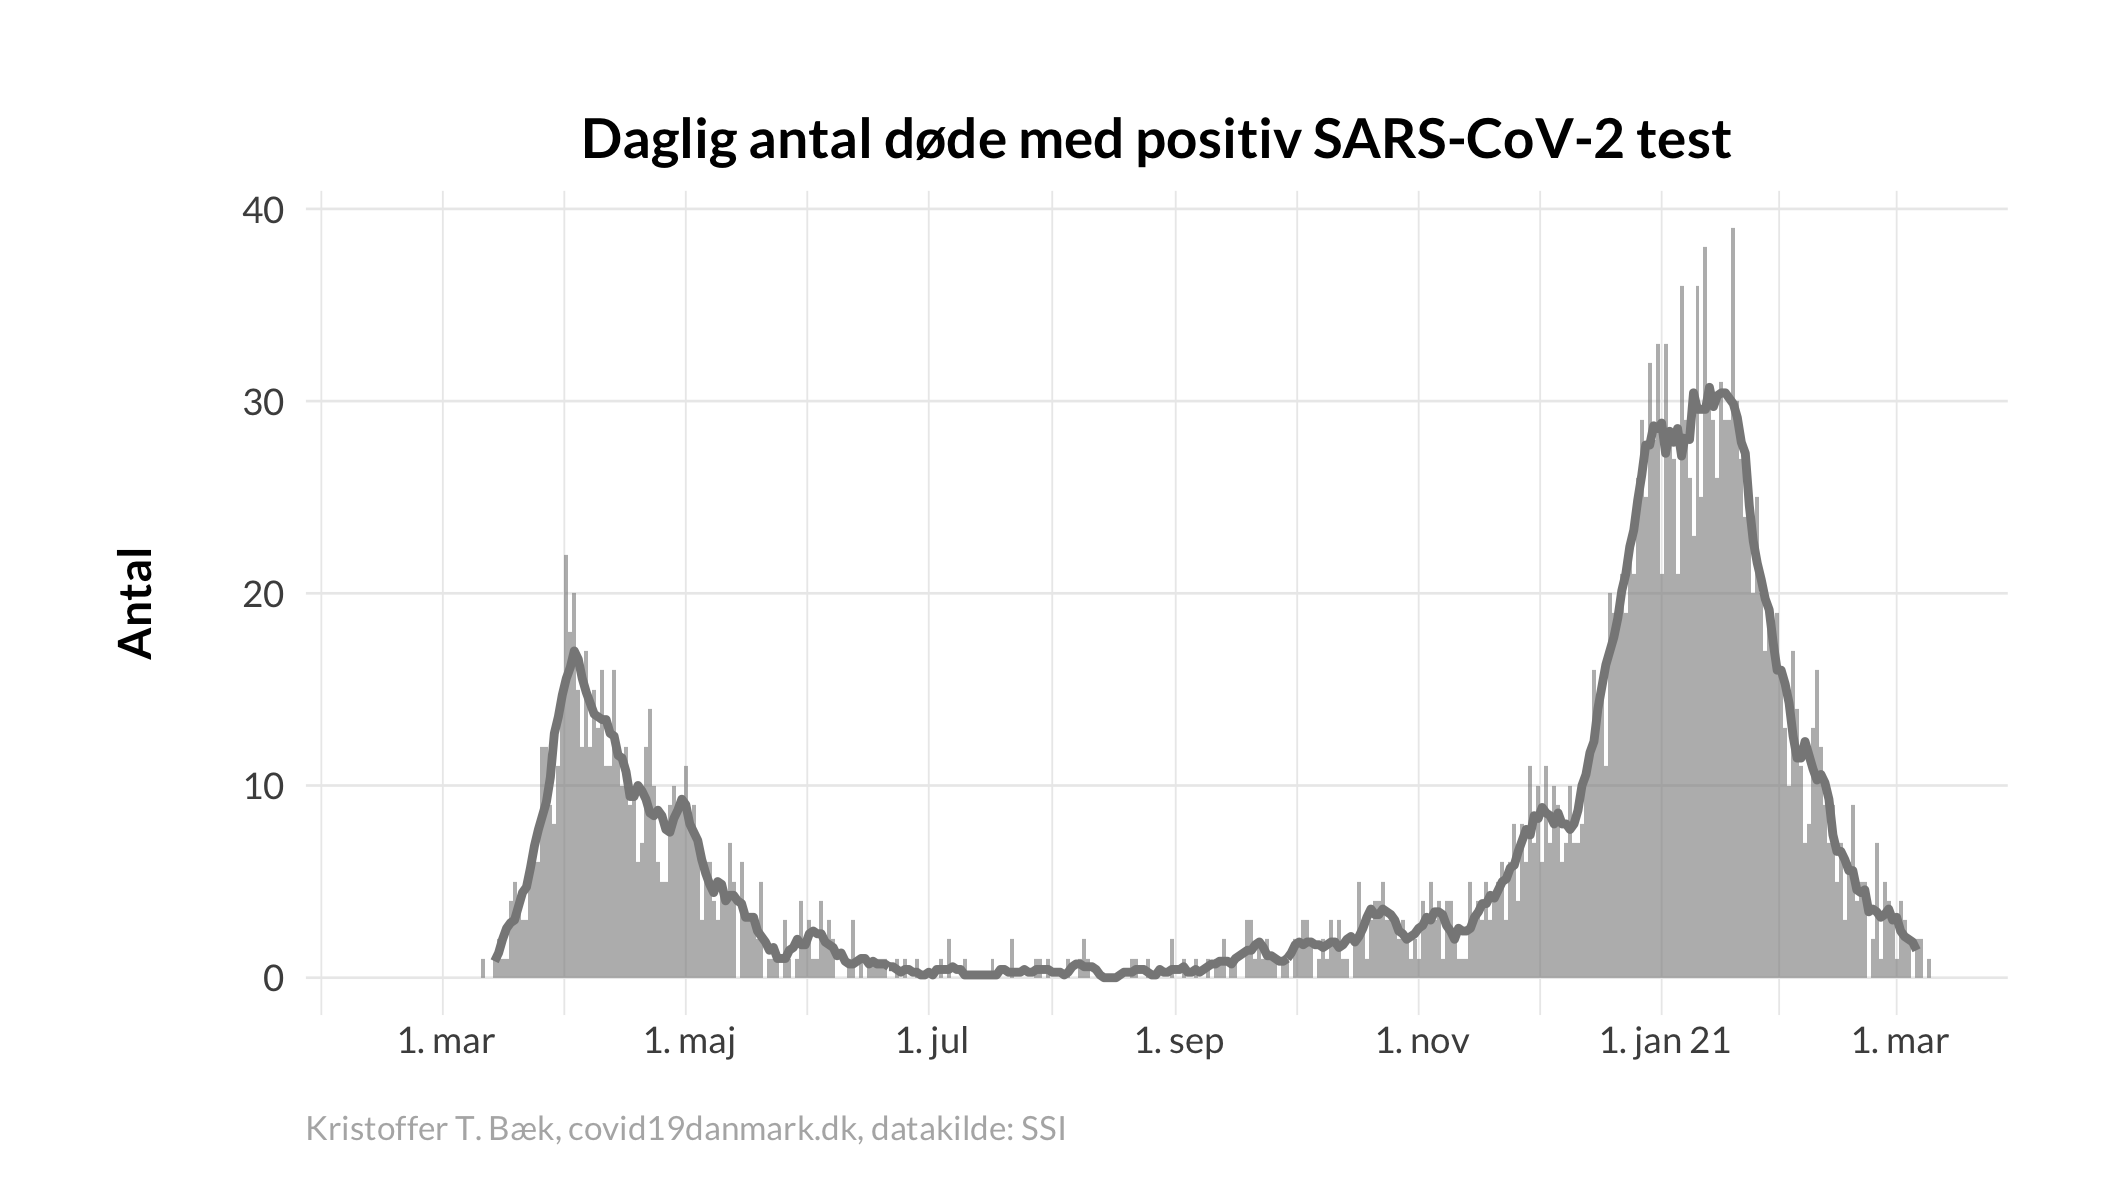 Daglig antal døde med positiv SARS-CoV-2 test
40
30
20
10
0
Antal
1. mar 1. maj 1. jul 1. sep 1. nov 1. jan 21 1. mar
Kristoffer T. Bæk, covid19danmark.dk, datakilde: SSI